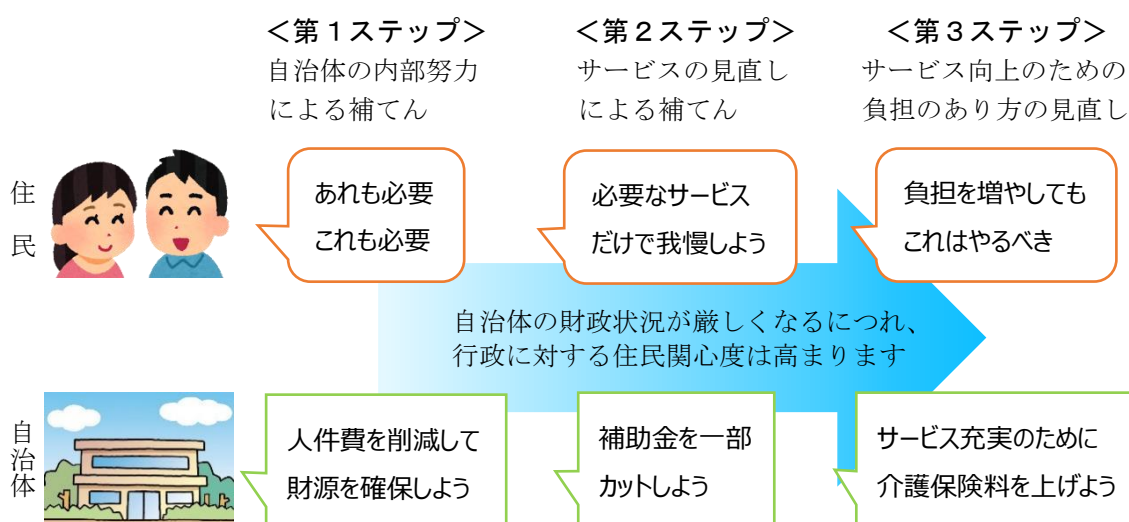 ＜第１ステップ＞
自治体の内部努力
による補てん
＜第２ステップ＞
サービスの見直し
による補てん
＜第３ステップ＞
サービス向上のための
負担のあり方の見直し
住民
あれも必要
これも必要
必要なサービス
だけで我慢しよう
負担を増やしても
これはやるべき
自治体の財政状況が厳しくなるにつれ、
行政に対する住民関心度は高まります
自治体
人件費を削減して
財源を確保しよう
補助金を一部
カットしよう
サービス充実のために
介護保険料を上げよう